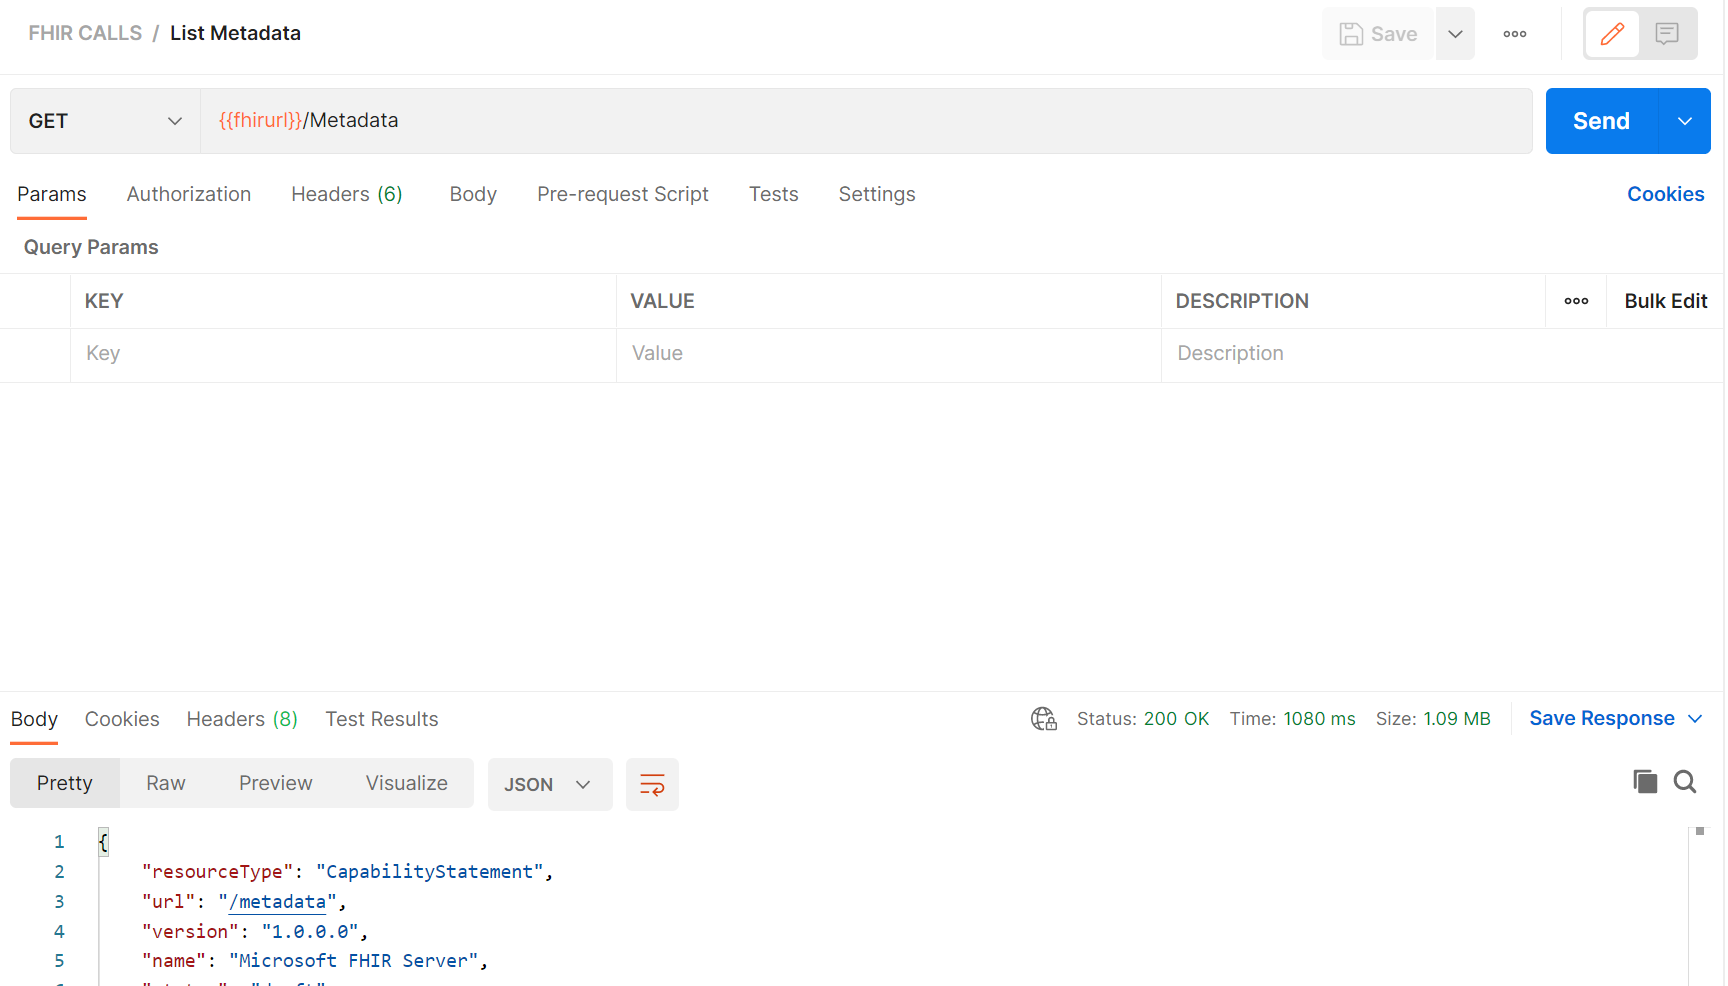 FHIR CALLS / List Metadata
Save
GET {{fhirurl}}/Metadata Send
Params Authorization Headers (6) Body Pre-request Script Tests Settings Cookies
Query Params
KEY VALUE DESCRIPTION Bulk Edit
Key Value Description
Body Cookies Headers (8) Test Results Status: 200 OK Time: 1080 ms Size: 1.09 MB Save Response
Pretty Raw Preview Visualize JSON
1 {
2 "resourceType": "CapabilityStatement",
3 "url": "/metadata",
4 "version": "1.0.0.0",
5 "name": "Microsoft FHIR Server",